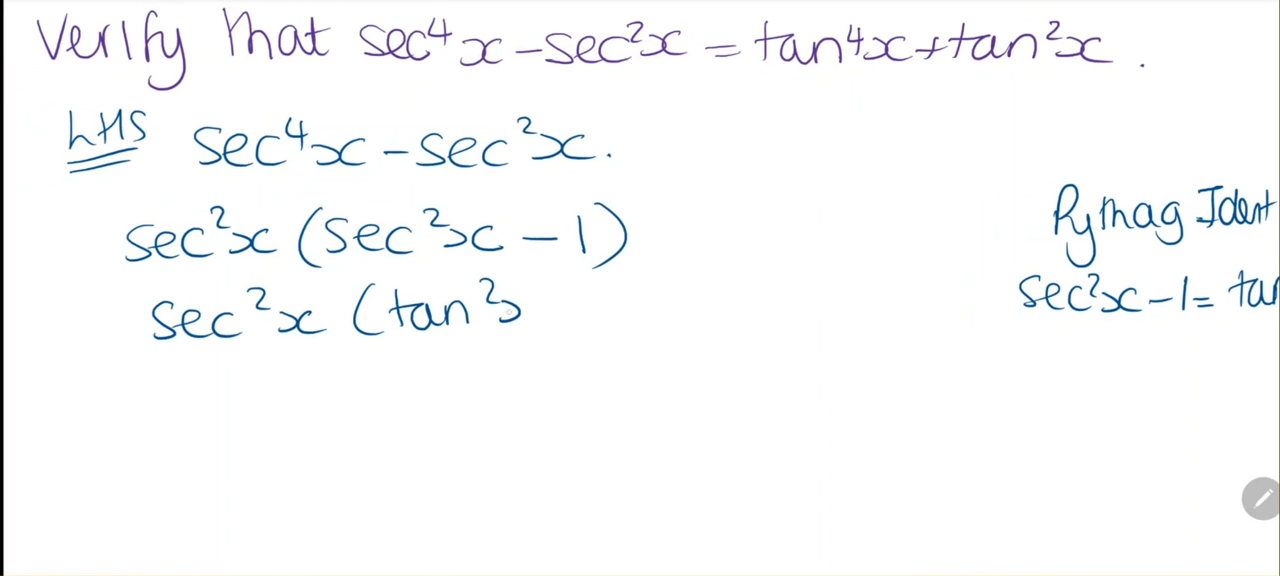 Verify that sec⁴x – sec²x = tan⁴x + tan²x .
LHS sec⁴x – sec²x .
sec²x (sec²x – 1)
sec²x (tan²
Pythag Ident
sec²x – 1 = tan